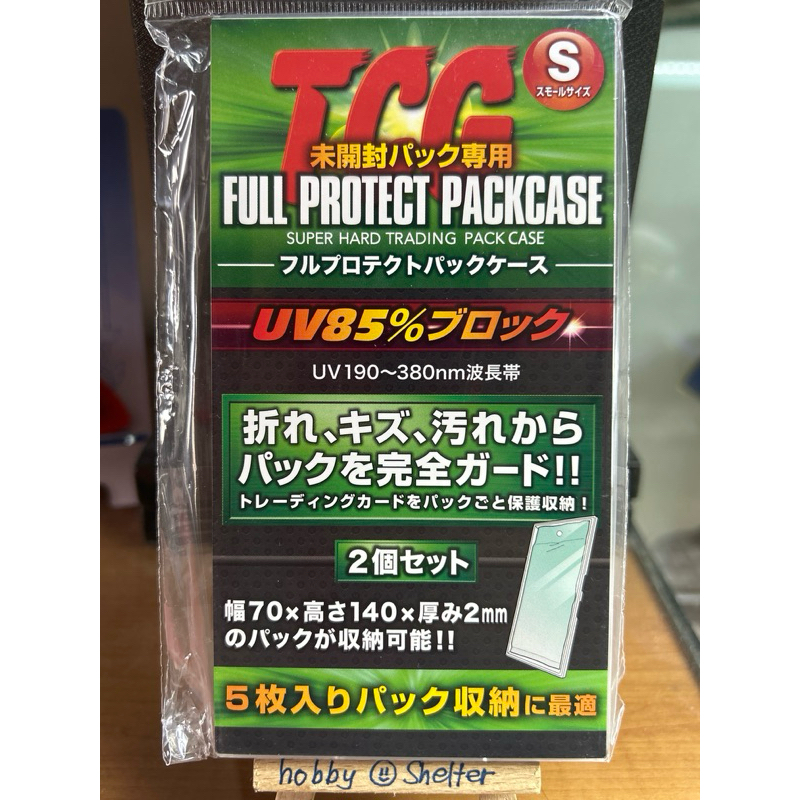 TCG
S
スモールサイズ
未開封パック専用
FULL PROTECT PACKCASE
SUPER HARD TRADING PACK CASE
フルプロテクトパックケース
UV85%ブロック
UV190〜380nm波長帯
折れ、キズ、汚れから
パックを完全ガード!!
トレーディングカードをパックごと保護収納!
2個セット
幅70×高さ140×厚み2mm
のパックが収納可能!!
5枚入りパック収納に最適
hobby Shelter